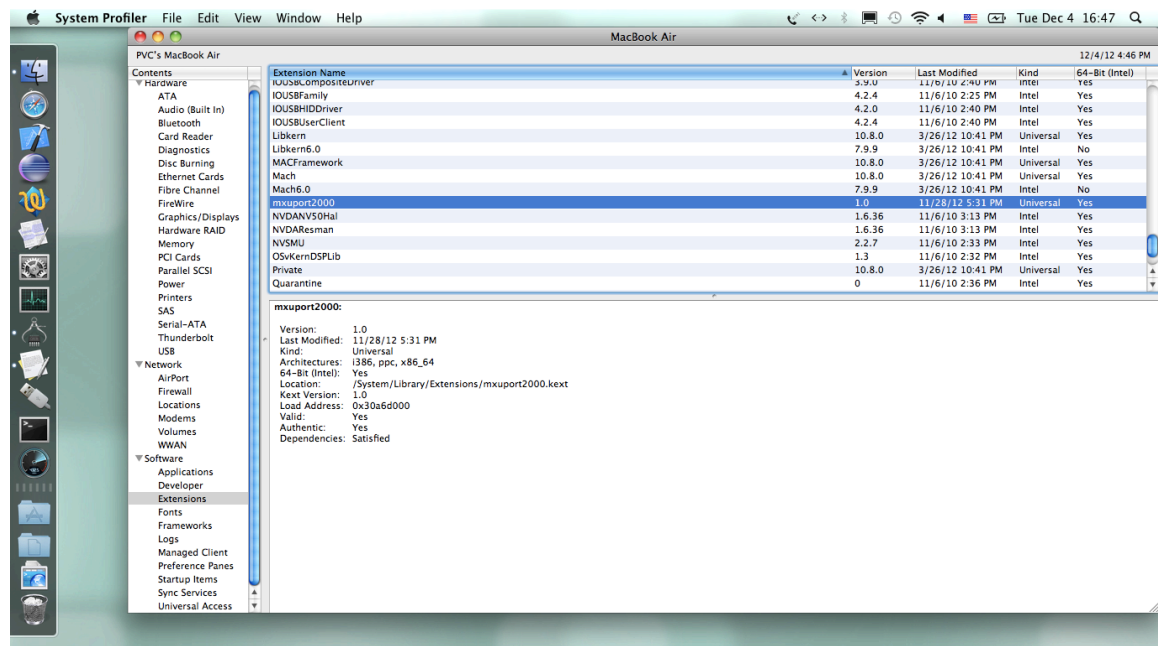 System Profiler File Edit View Window Help Tue Dec 4 16:47
MacBook Air
PVC's MacBook Air 12/4/12 4:46 PM
Contents
Hardware
ATA
Audio (Built In)
Bluetooth
Card Reader
Diagnostics
Disc Burning
Ethernet Cards
Fibre Channel
FireWire
Graphics/Displays
Hardware RAID
Memory
PCI Cards
Parallel SCSI
Power
Printers
SAS
Serial-ATA
Thunderbolt
USB
Network
AirPort
Firewall
Locations
Modems
Volumes
WWAN
Software
Applications
Developer
Extensions
Fonts
Frameworks
Logs
Managed Client
Preference Panes
Startup Items
Sync Services
Universal Access
Extension Name Version Last Modified Kind 64-Bit (Intel)
IOUSBCompositeDriver 3.9.0 11/6/10 2:40 PM Intel Yes
IOUSBFamily 4.2.4 11/6/10 2:25 PM Intel Yes
IOUSBHIDDriver 4.2.0 11/6/10 2:40 PM Intel Yes
IOUSBUserClient 4.2.4 11/6/10 2:40 PM Intel Yes
Libkern 10.8.0 3/26/12 10:41 PM Universal Yes
Libkern6.0 7.9.9 3/26/12 10:41 PM Intel No
MACFramework 10.8.0 3/26/12 10:41 PM Universal Yes
Mach 10.8.0 3/26/12 10:41 PM Universal Yes
Mach6.0 7.9.9 3/26/12 10:41 PM Intel No
mxuport2000 1.0 11/28/12 5:31 PM Universal Yes
NVDANV50Hal 1.6.36 11/6/10 3:13 PM Intel Yes
NVDAResman 1.6.36 11/6/10 3:13 PM Intel Yes
NVSMU 2.2.7 11/6/10 2:33 PM Intel Yes
OSvKernDSPLib 1.3 11/6/10 2:32 PM Intel Yes
Private 10.8.0 3/26/12 10:41 PM Universal Yes
Quarantine 0 11/6/10 2:36 PM Intel Yes
mxuport2000:
Version: 1.0
Last Modified: 11/28/12 5:31 PM
Kind: Universal
Architectures: i386, ppc, x86_64
64-Bit (Intel): Yes
Location: /System/Library/Extensions/mxuport2000.kext
Kext Version: 1.0
Load Address: 0x30a6d000
Valid: Yes
Authentic: Yes
Dependencies: Satisfied